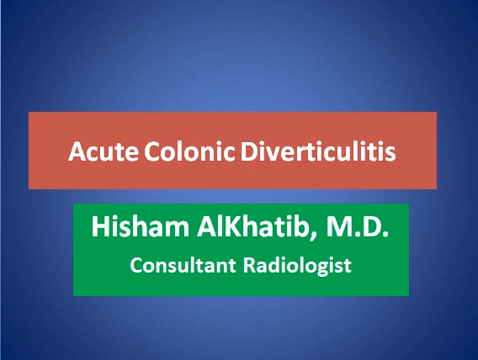 Acute Colonic Diverticulitis
Hisham AlKhatib, M.D.
Consultant Radiologist